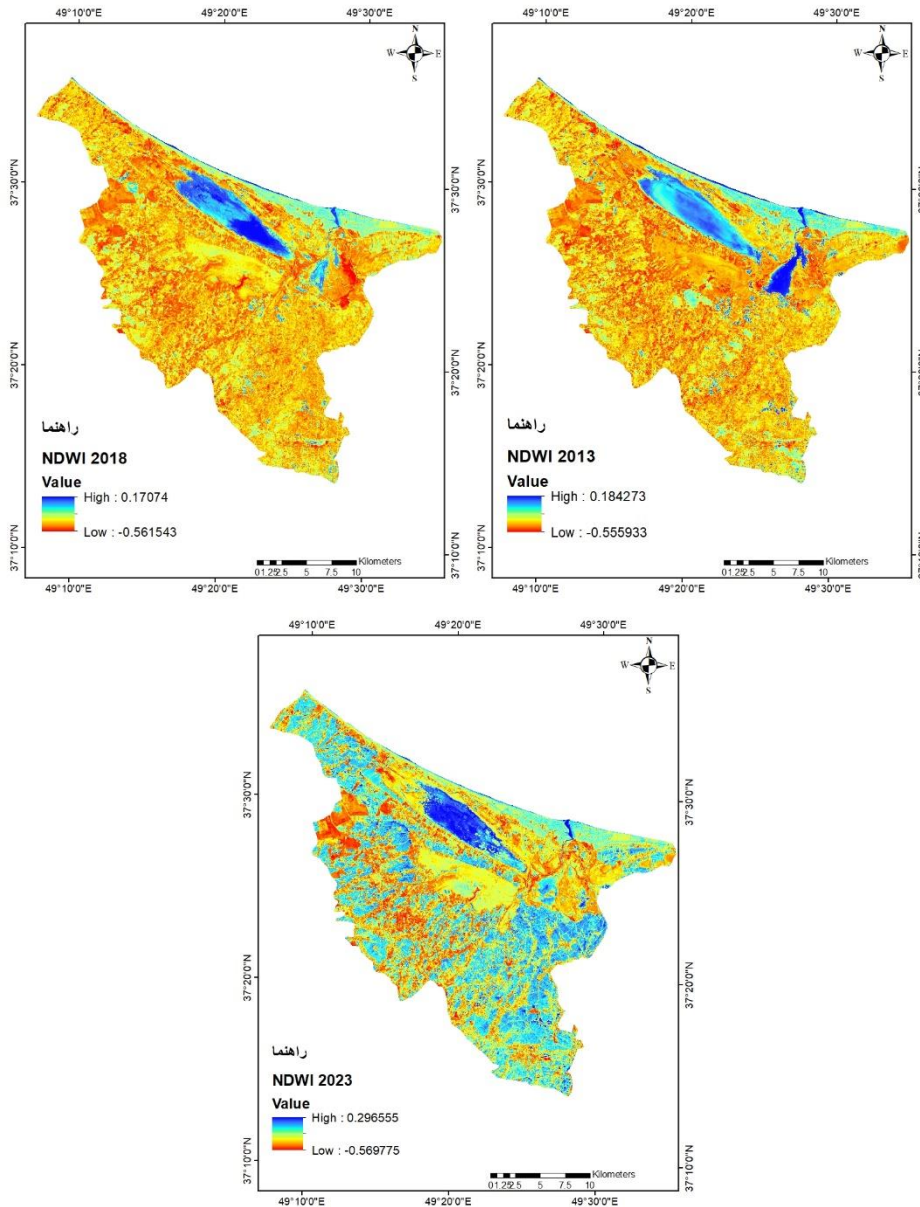 49°10'0"E 49°20'0"E 49°30'0"E
N
W E
S
37°30'0"N
37°30'0"N
37°20'0"N
37°20'0"N
37°10'0"N
37°10'0"N
راهنما
NDWI 2018
Value
High : 0.17074
Low : -0.561543
Kilometers
0 1.25 2.5 5 7.5 10
49°10'0"E 49°20'0"E 49°30'0"E
49°10'0"E 49°20'0"E 49°30'0"E
N
W E
S
راهنما
NDWI 2013
Value
High : 0.184273
Low : -0.555933
Kilometers
0 1.25 2.5 5 7.5 10
49°10'0"E 49°20'0"E 49°30'0"E
49°10'0"E 49°20'0"E 49°30'0"E
N
W E
S
37°30'0"N
37°30'0"N
37°20'0"N
37°20'0"N
37°10'0"N
37°10'0"N
راهنما
NDWI 2023
Value
High : 0.296555
Low : -0.569775
Kilometers
0 1.25 2.5 5 7.5 10
49°10'0"E 49°20'0"E 49°30'0"E